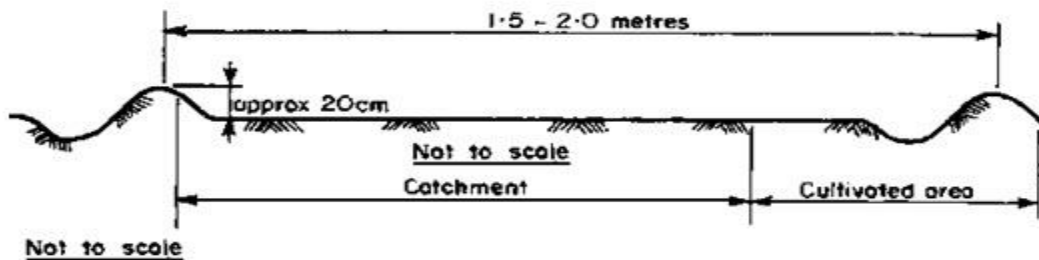 1·5 - 2·0 metres
approx 20cm
Not to scale
Catchment
Cultivated area
Not to scale